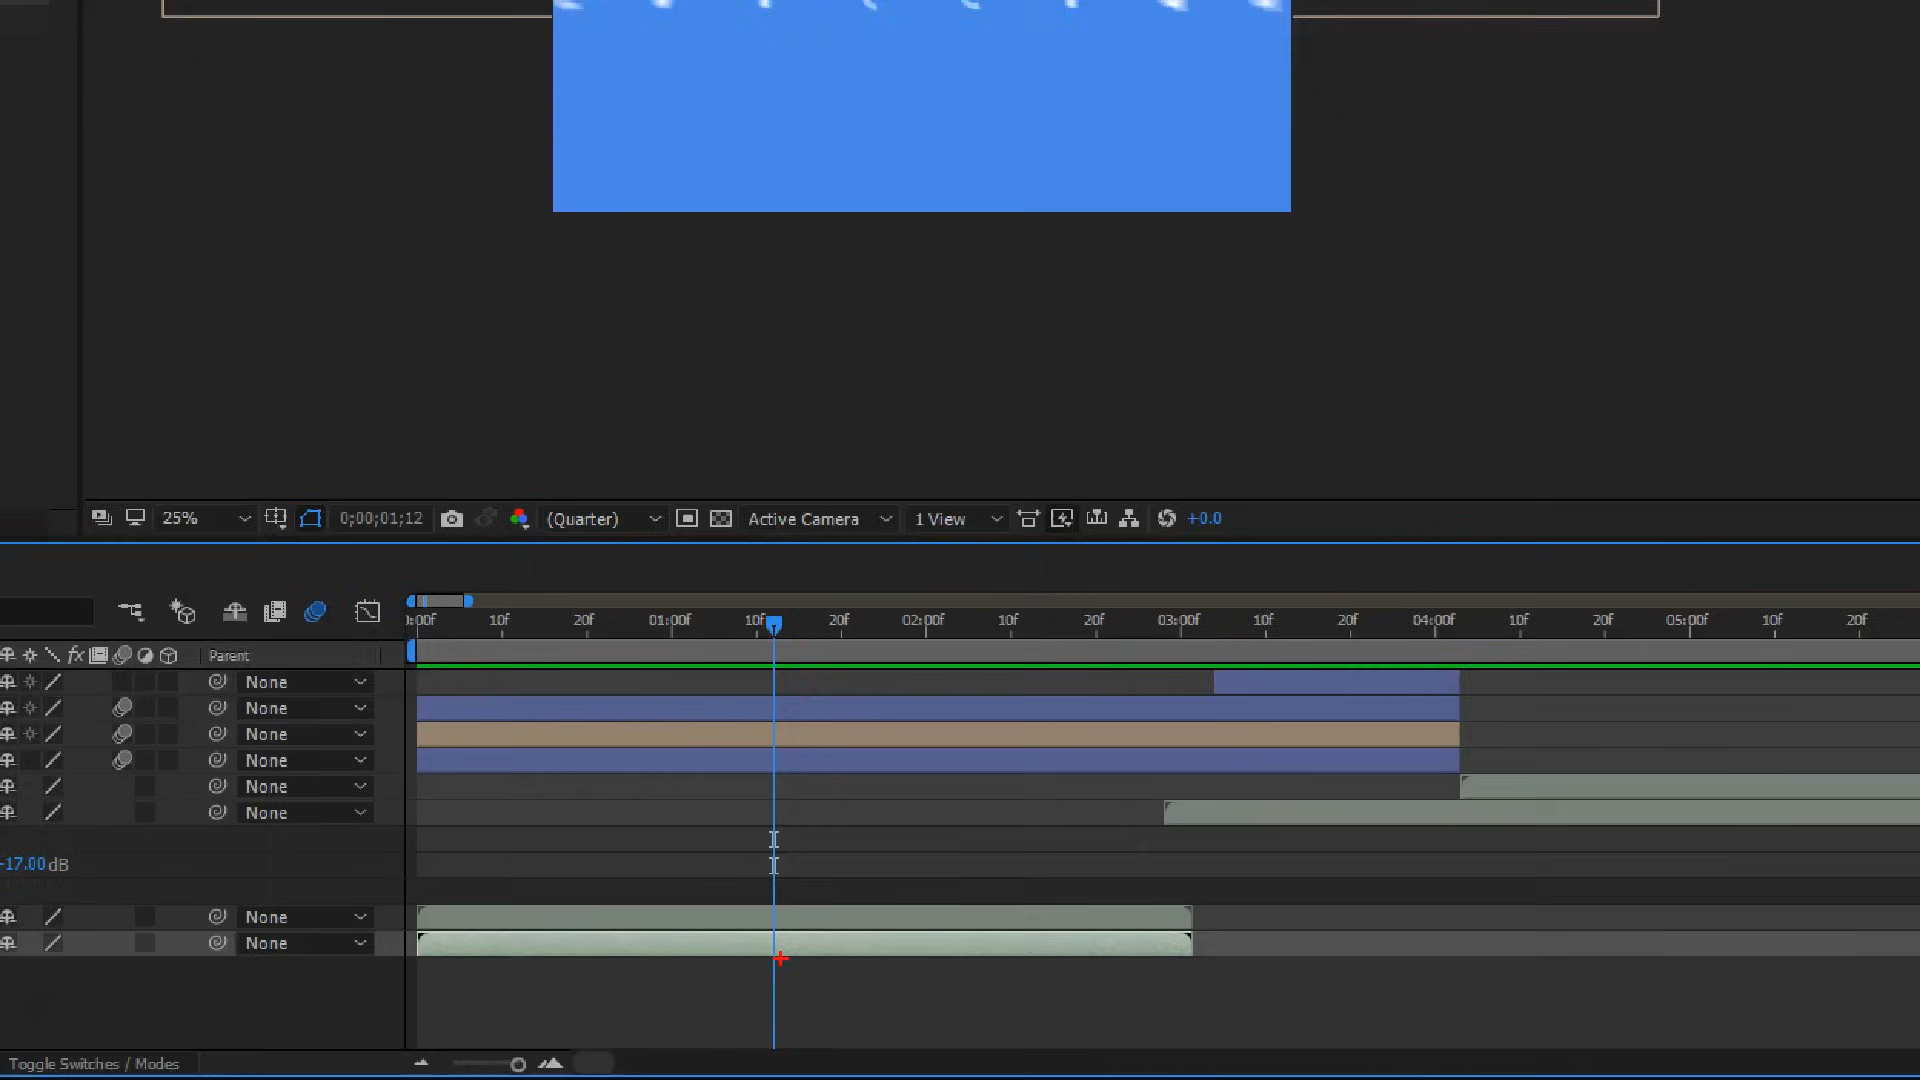 25% 0;00;01;12 (Quarter) Active Camera 1 View +0.0
0:00f 10f 20f 01:00f 10f 20f 02:00f 10f 20f 03:00f 10f 20f 04:00f 10f 20f 05:00f 10f 20f
fx Parent
None
None
None
None
None
None
-17.00 dB
None
None
Toggle Switches / Modes